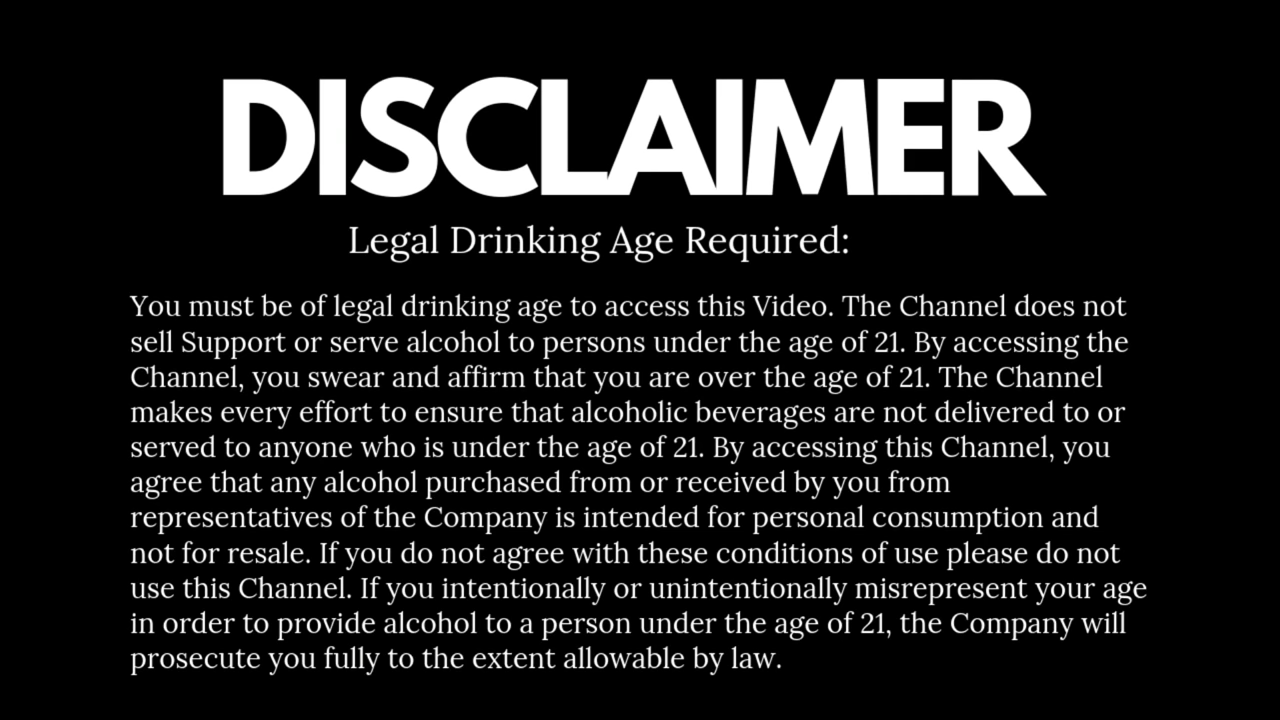 DISCLAIMER
Legal Drinking Age Required:
You must be of legal drinking age to access this Video. The Channel does not
sell Support or serve alcohol to persons under the age of 21. By accessing the
Channel, you swear and affirm that you are over the age of 21. The Channel
makes every effort to ensure that alcoholic beverages are not delivered to or
served to anyone who is under the age of 21. By accessing this Channel, you
agree that any alcohol purchased from or received by you from
representatives of the Company is intended for personal consumption and
not for resale. If you do not agree with these conditions of use please do not
use this Channel. If you intentionally or unintentionally misrepresent your age
in order to provide alcohol to a person under the age of 21, the Company will
prosecute you fully to the extent allowable by law.